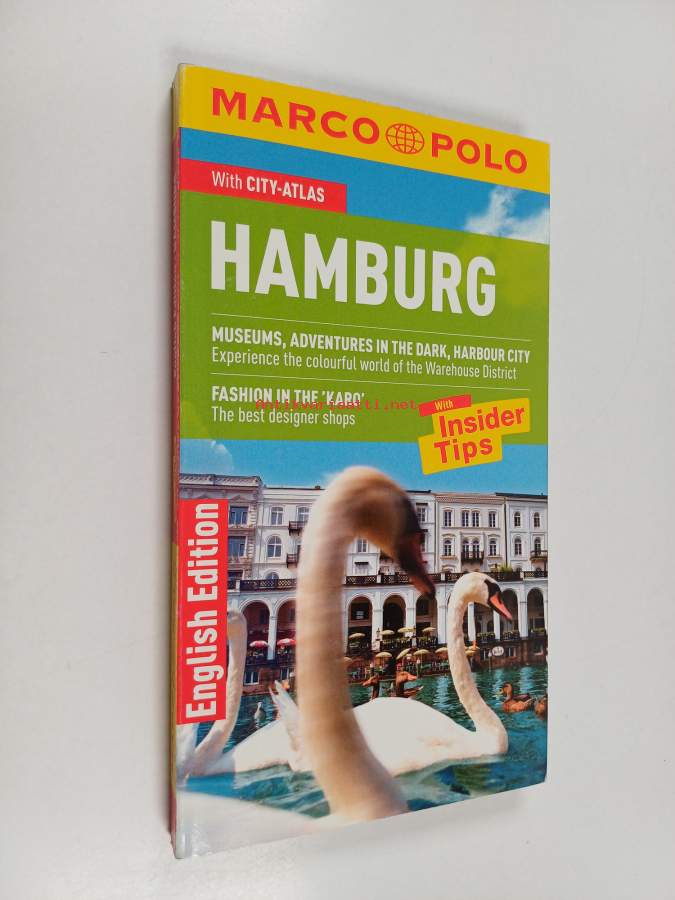 MARCO POLO
With CITY-ATLAS
HAMBURG
MUSEUMS, ADVENTURES IN THE DARK, HARBOUR CITY
Experience the colourful world of the Warehouse District
FASHION IN THE 'KARO'
The best designer shops
Antikvariaatti.net
With
Insider
Tips
English Edition